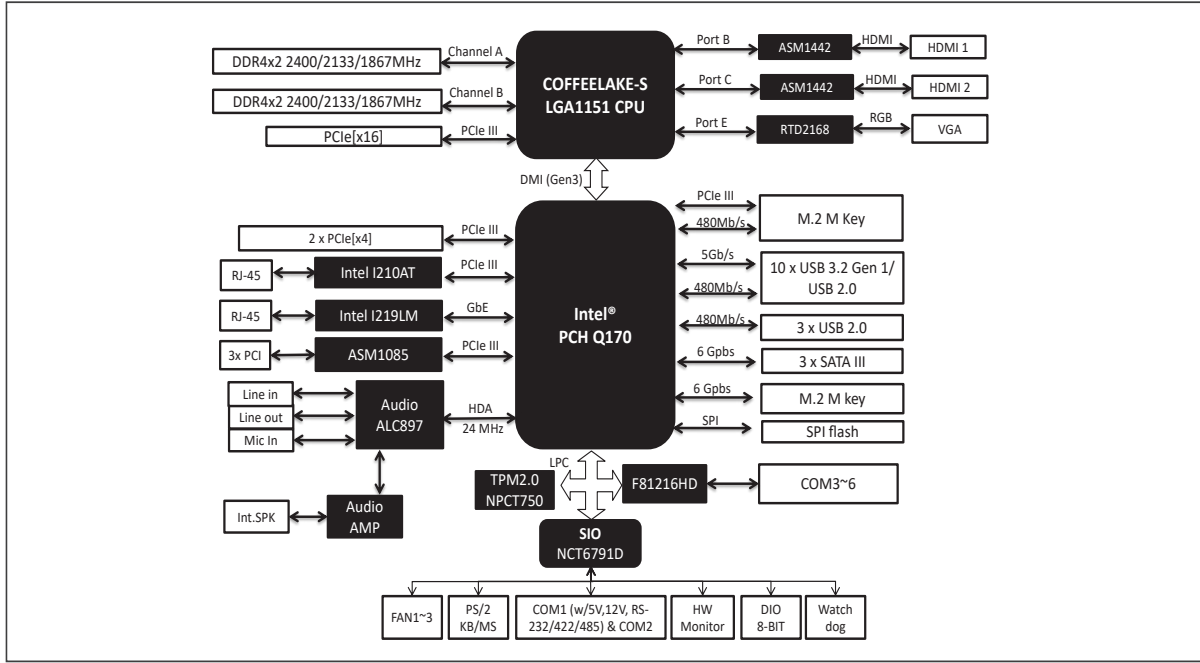 DDR4x2 2400/2133/1867MHz
Channel A
DDR4x2 2400/2133/1867MHz
Channel B
PCIe[x16]
PCIe III
COFFEELAKE-S
LGA1151 CPU
Port B
ASM1442
HDMI
HDMI 1
Port C
ASM1442
HDMI
HDMI 2
Port E
RTD2168
RGB
VGA
DMI (Gen3)
2 x PCIe[x4]
PCIe III
RJ-45
Intel I210AT
PCIe III
RJ-45
Intel I219LM
GbE
3x PCI
ASM1085
PCIe III
Line in
Line out
Mic In
Audio
ALC897
HDA
24 MHz
Int.SPK
Audio
AMP
Intel®
PCH Q170
PCIe III
480Mb/s
M.2 M Key
5Gb/s
480Mb/s
10 x USB 3.2 Gen 1/
USB 2.0
480Mb/s
3 x USB 2.0
6 Gpbs
3 x SATA III
6 Gpbs
M.2 M key
SPI
SPI flash
LPC
TPM2.0
NPCT750
F81216HD
COM3~6
SIO
NCT6791D
FAN1~3
PS/2
KB/MS
COM1 (w/5V,12V, RS-
232/422/485) & COM2
HW
Monitor
DIO
8-BIT
Watch
dog